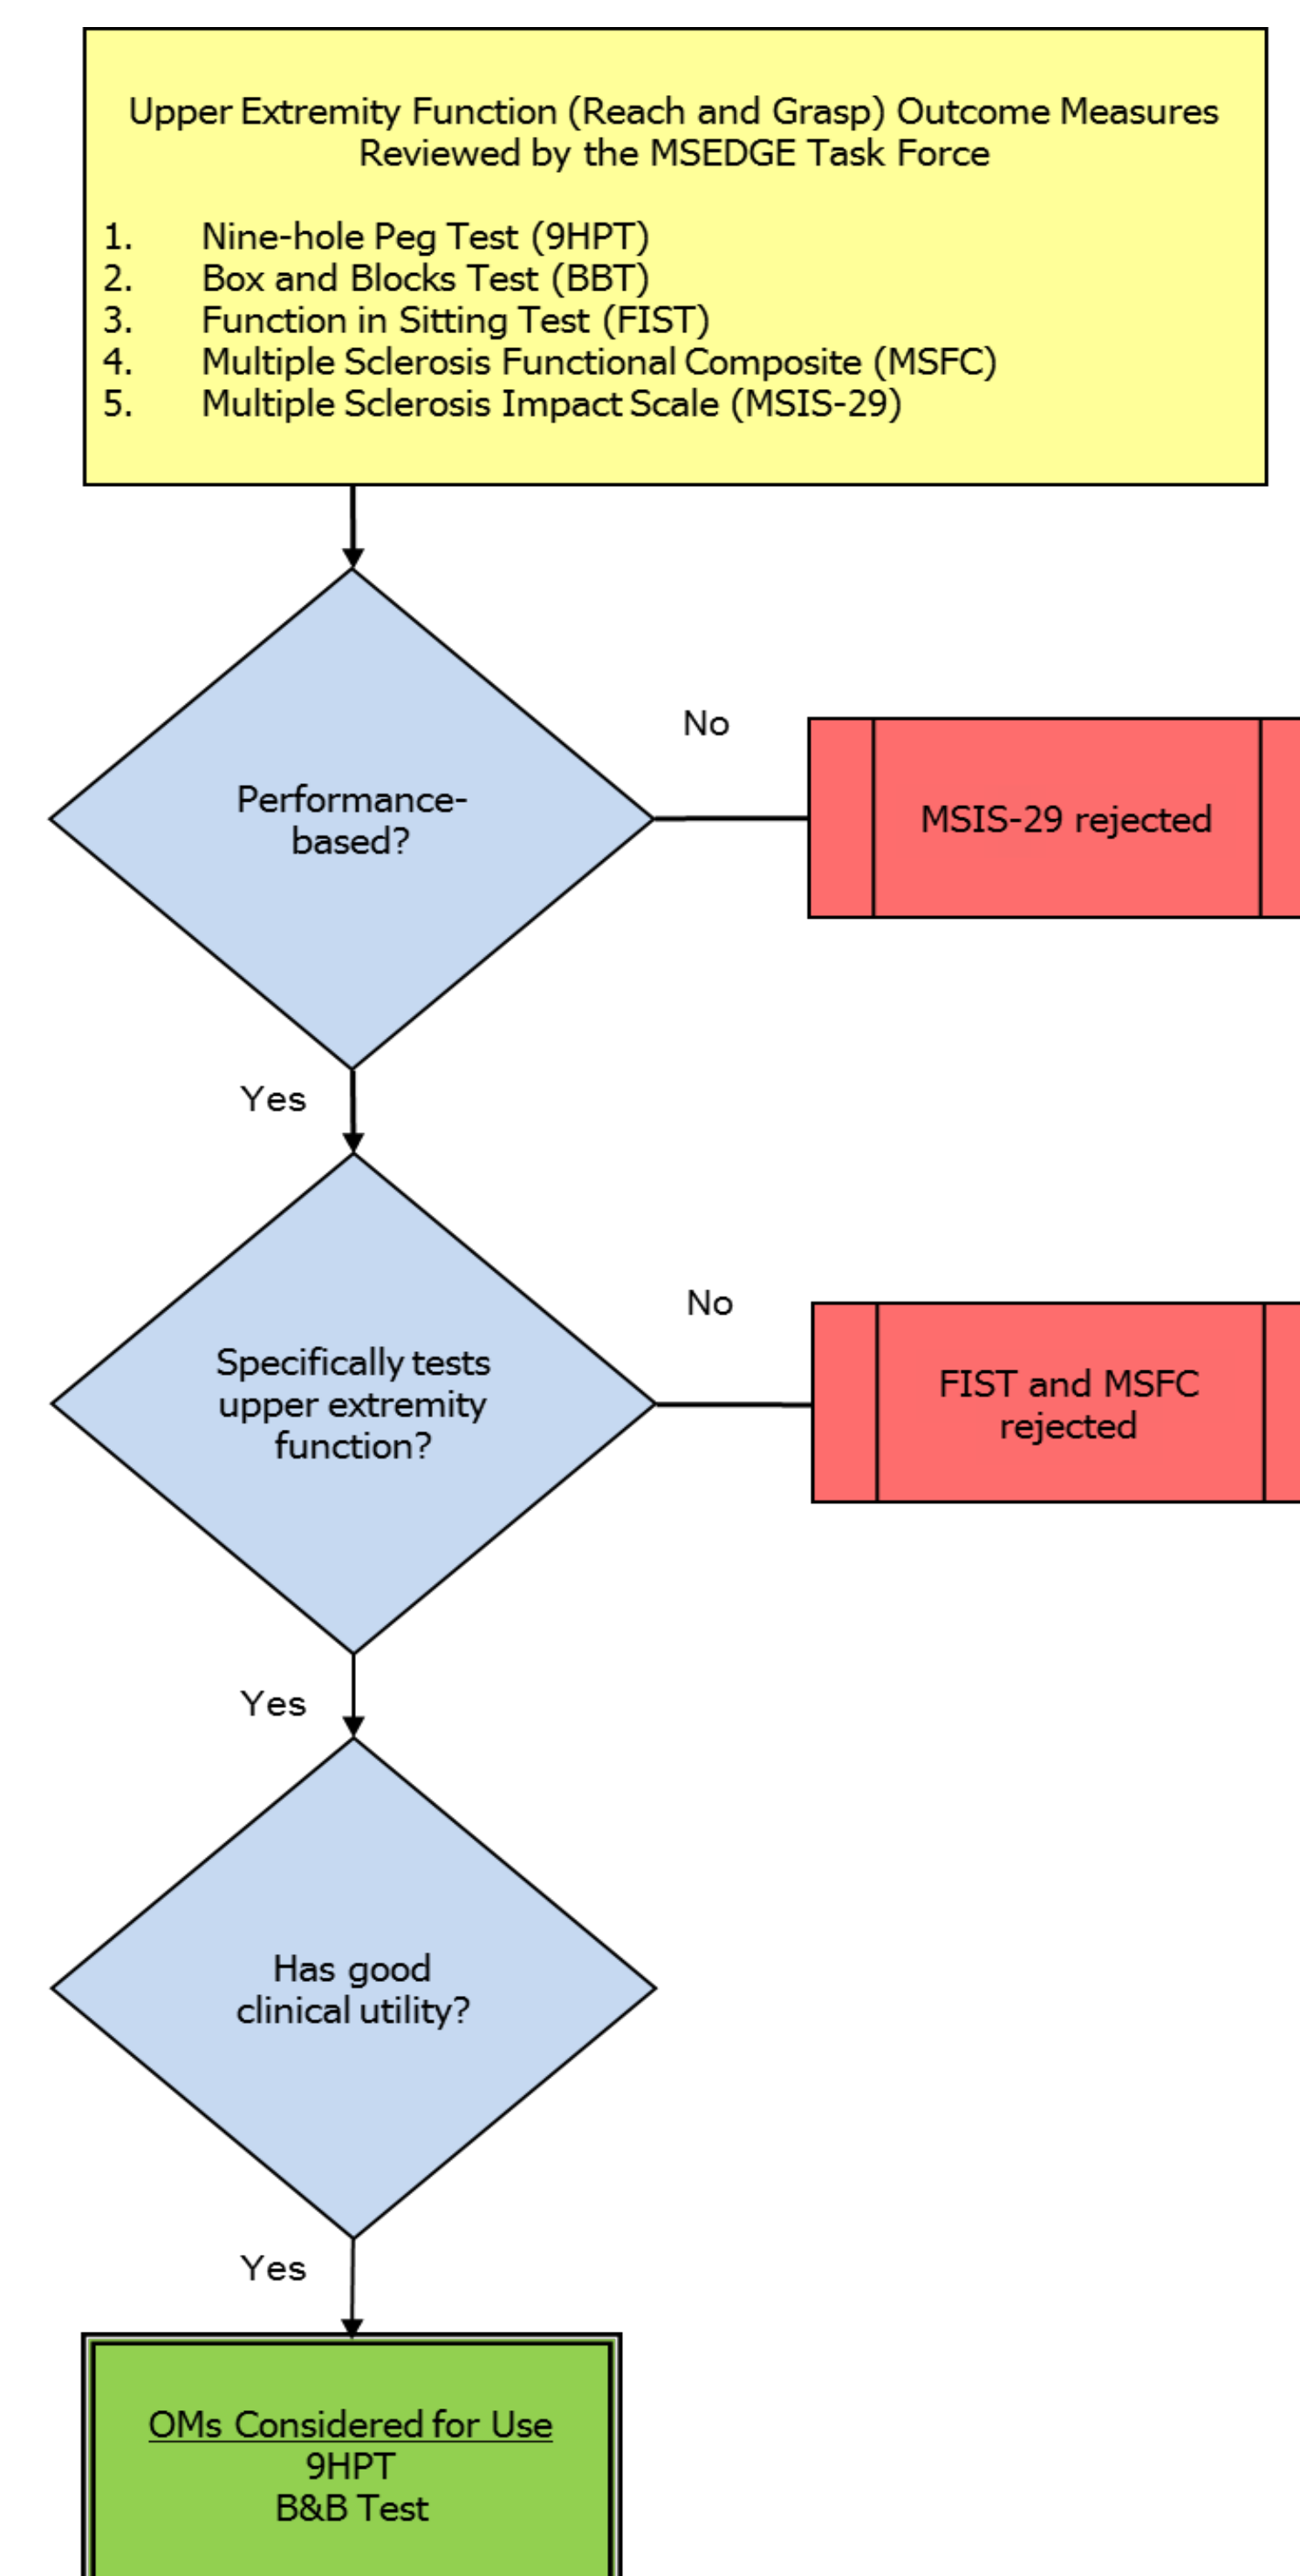 Upper Extremity Function (Reach and Grasp) Outcome Measures
Reviewed by the MSEDGE Task Force
1. Nine-hole Peg Test (9HPT)
2. Box and Blocks Test (BBT)
3. Function in Sitting Test (FIST)
4. Multiple Sclerosis Functional Composite (MSFC)
5. Multiple Sclerosis Impact Scale (MSIS-29)
No
Performance-
based?
MSIS-29 rejected
Yes
No
Specifically tests
upper extremity
function?
FIST and MSFC
rejected
Yes
Has good
clinical utility?
Yes
OMs Considered for Use
9HPT
B&B Test